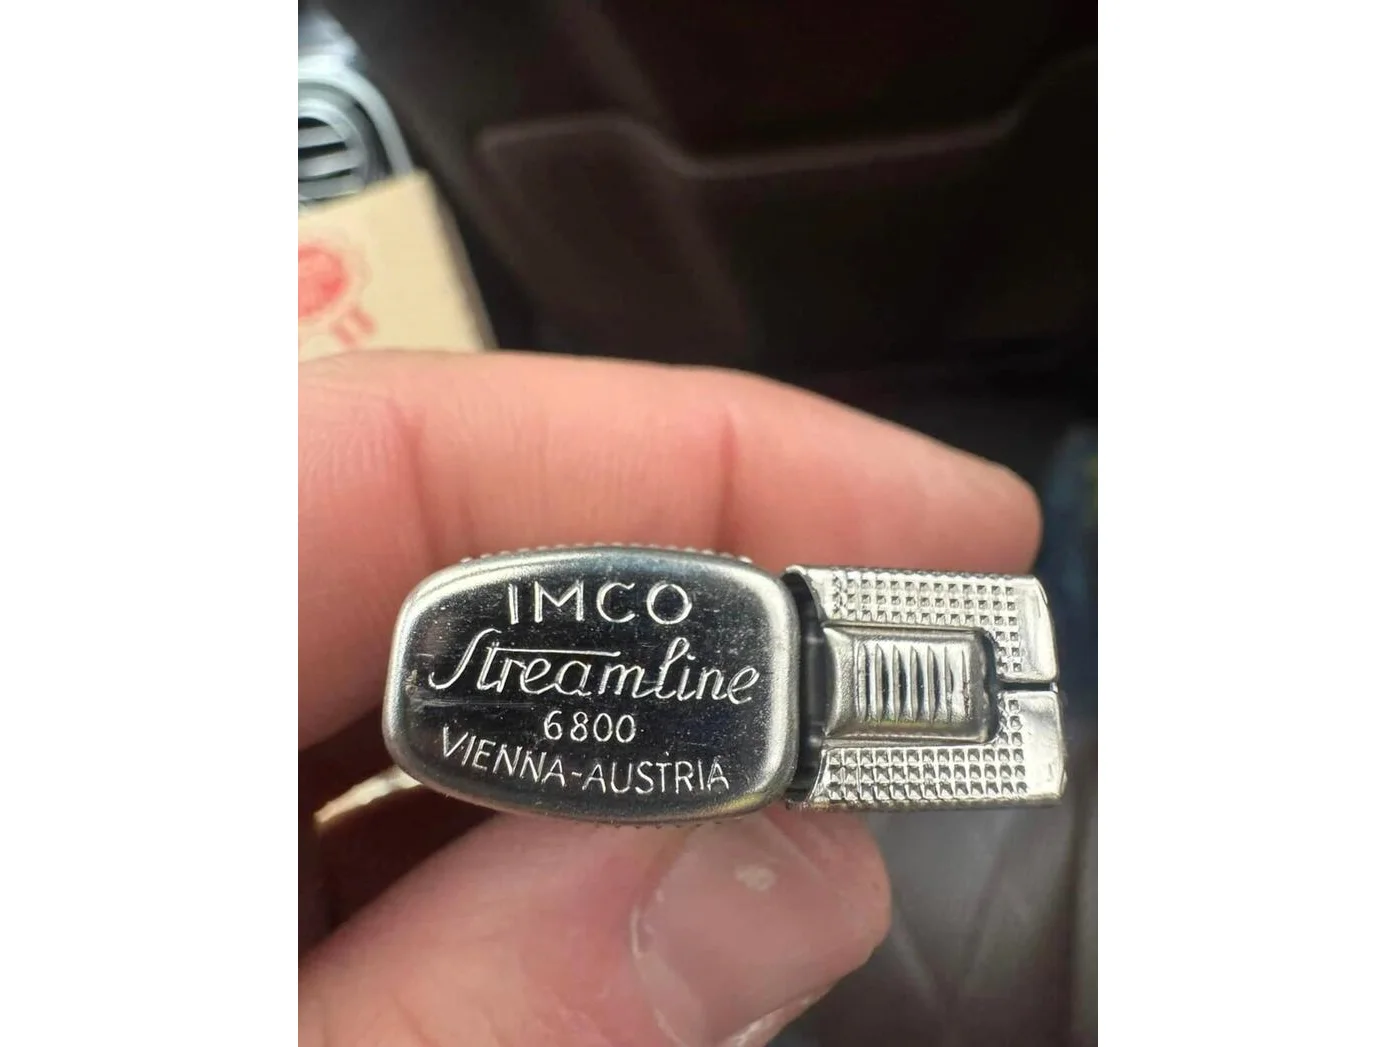 IMCO
Streamline
6800
VIENNA-AUSTRIA